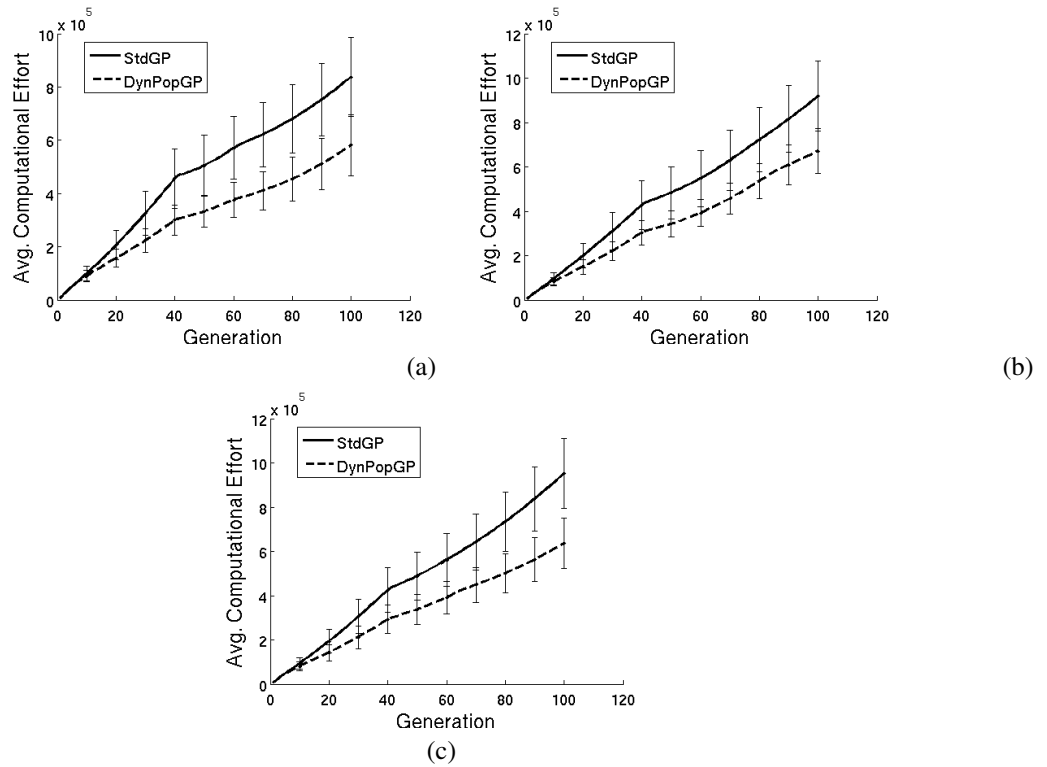 x 10 5
10
8
6
4
2
0
Avg. Computational Effort
StdGP
DynPopGP
0 20 40 60 80 100 120
Generation
(a)
x 10 5
12
10
8
6
4
2
0
Avg. Computational Effort
StdGP
DynPopGP
0 20 40 60 80 100 120
Generation
(b)
x 10 5
12
10
8
6
4
2
0
Avg. Computational Effort
StdGP
DynPopGP
0 20 40 60 80 100 120
Generation
(c)